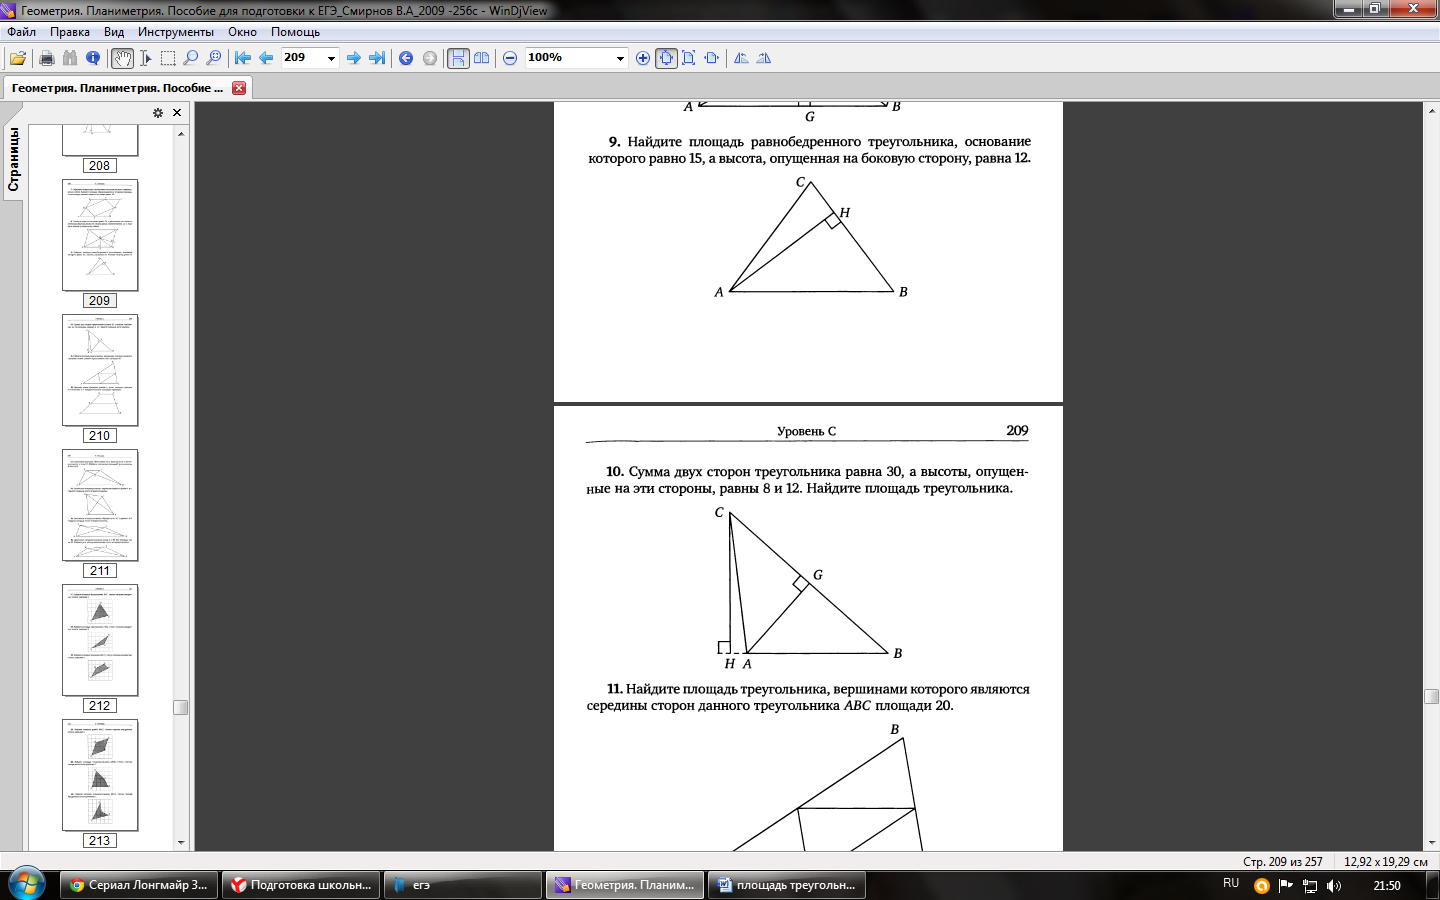 Геометрия. Планиметрия. Пособие для подготовки к ЕГЭ_Смирнов В.А_2009 -256с - WinDjView
Файл Правка Вид Инструменты Окно Помощь
209
100%
Геометрия. Планиметрия. Пособие ...
Страницы
208
209
210
211
212
213
A
G
B
9. Найдите площадь равнобедренного треугольника, основание
которого равно 15, а высота, опущенная на боковую сторону, равна 12.
C
H
A
B
Уровень С 209
10. Сумма двух сторон треугольника равна 30, а высоты, опущен-
ные на эти стороны, равны 8 и 12. Найдите площадь треугольника.
C
G
B
H A
11. Найдите площадь треугольника, вершинами которого являются
середины сторон данного треугольника ABC площади 20.
B
Стр. 209 из 257 12,92 x 19,29 см
Сериал Лонгмайр 3... Подготовка школьн... егэ Геометрия. Планим... площадь треугольн... RU 21:50